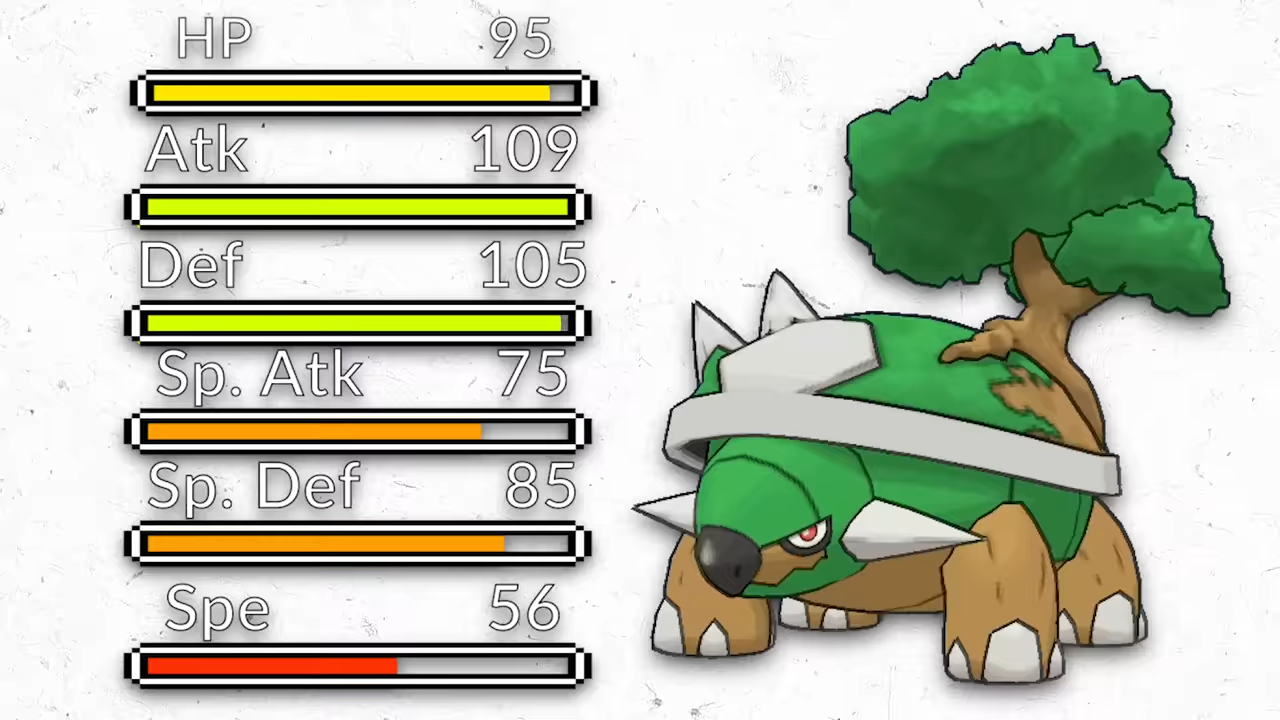 HP 95
Atk 109
Def 105
Sp. Atk 75
Sp. Def 85
Spe 56